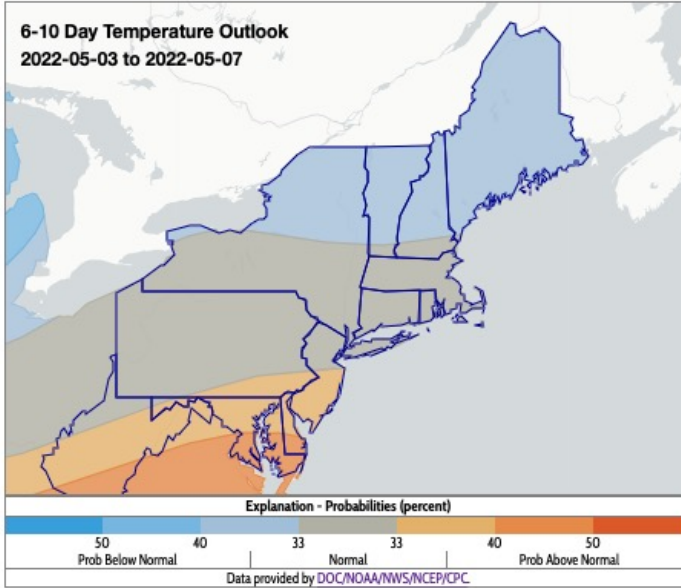 6-10 Day Temperature Outlook
2022-05-03 to 2022-05-07
Explanation - Probabilities (percent)
50 40 33 33 40 50
Prob Below Normal | Normal | Prob Above Normal
Data provided by DOC/NOAA/NWS/NCEP/CPC.